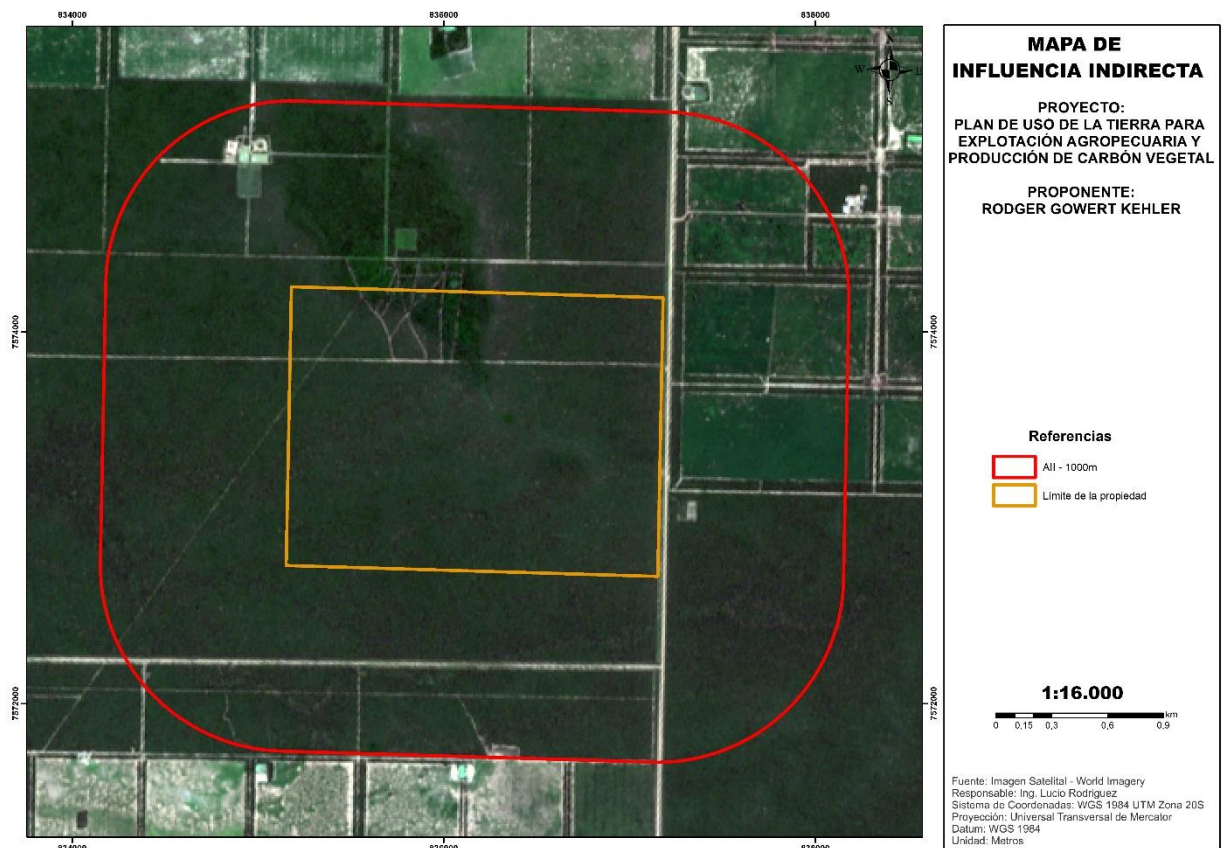 834000
836000
838000
7574000
7574000
7572000
7572000
834000
836000
838000
N
W
E
S
MAPA DE
INFLUENCIA INDIRECTA
PROYECTO:
PLAN DE USO DE LA TIERRA PARA
EXPLOTACIÓN AGROPECUARIA Y
PRODUCCIÓN DE CARBÓN VEGETAL
PROPONENTE:
RODGER GOWERT KEHLER
Referencias
AII - 1000m
Límite de la propiedad
1:16.000
km
0 0,15 0,3 0,6 0,9
Fuente: Imagen Satelital - World Imagery
Responsable: Ing. Lucio Rodriguez
Sistema de Coordenadas: WGS 1984 UTM Zona 20S
Proyección: Universal Transversal de Mercator
Datum: WGS 1984
Unidad: Metros